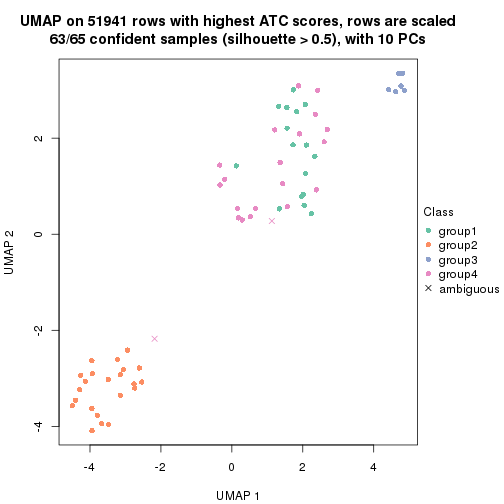 UMAP on 51941 rows with highest ATC scores, rows are scaled
63/65 confident samples (silhouette > 0.5), with 10 PCs
UMAP 2
2
0
-2
-4
-4
-2
0
2
4
UMAP 1
Class
group1
group2
group3
group4
ambiguous